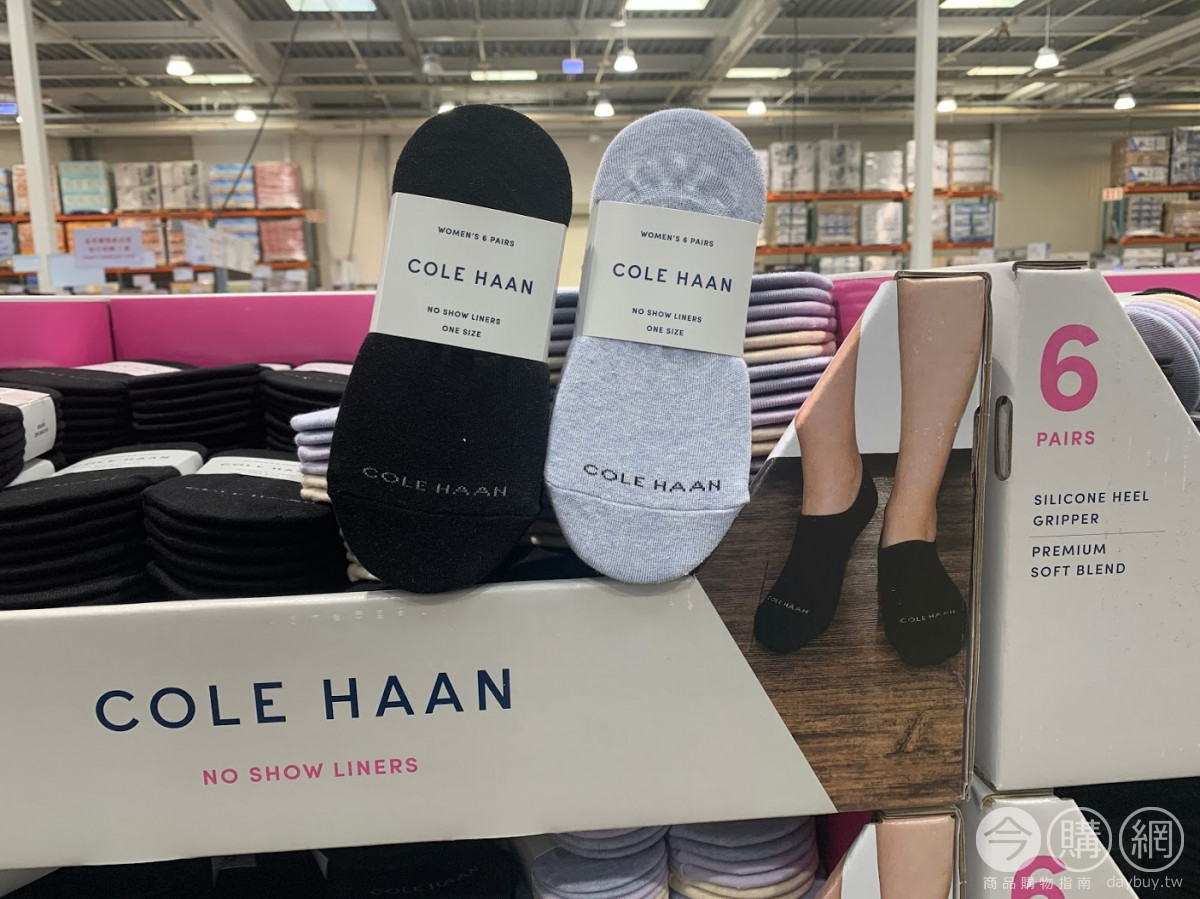 WOMEN'S 6 PAIRS
COLE HAAN
NO SHOW LINERS
ONE SIZE
COLE HAAN
WOMEN'S 6 PAIRS
COLE HAAN
NO SHOW LINERS
ONE SIZE
COLE HAAN
6
PAIRS
SILICONE HEEL
GRIPPER
PREMIUM
SOFT BLEND
COLE HAAN
COLE HAAN
COLE HAAN
NO SHOW LINERS
6
今購網
商品購物指南 daybuy.tw